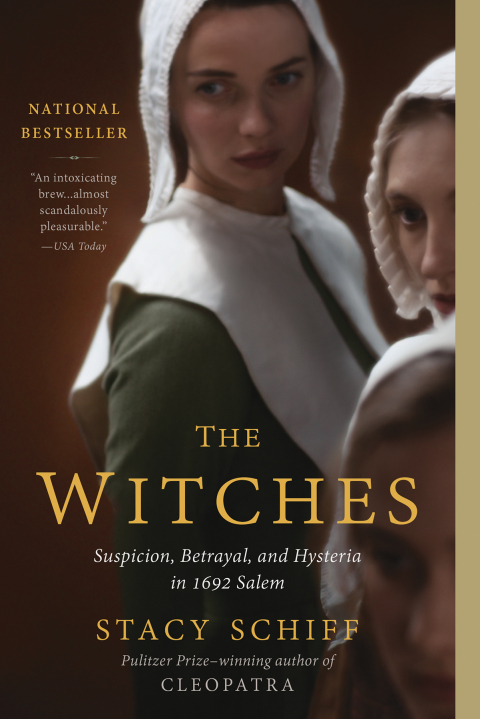 NATIONAL
BESTSELLER
“An intoxicating
brew...almost
scandalously
pleasurable.”
—USA Today
THE
WITCHES
Suspicion, Betrayal, and Hysteria
in 1692 Salem
STACY SCHIFF
Pulitzer Prize–winning author of
CLEOPATRA